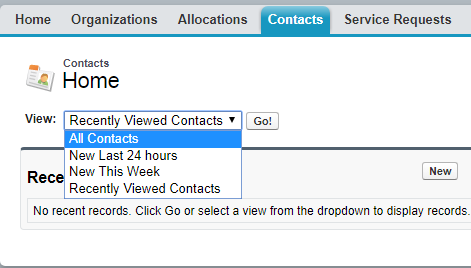 Home Organizations Allocations Contacts Service Requests
Contacts
Home
View: Recently Viewed Contacts Go!
All Contacts
New Last 24 hours
New This Week
Recently Viewed Contacts
New
No recent records. Click Go or select a view from the dropdown to display records.